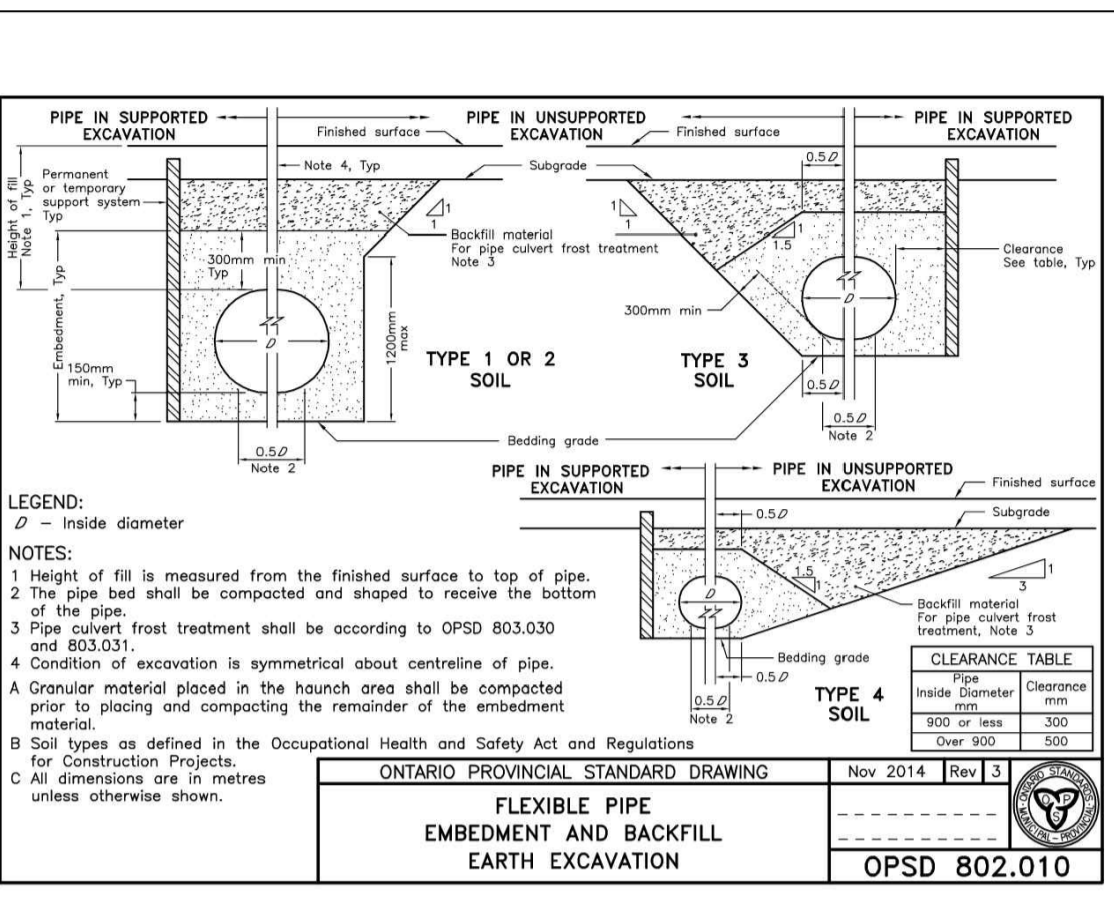 PIPE IN SUPPORTED
EXCAVATION
PIPE IN UNSUPPORTED
EXCAVATION
PIPE IN SUPPORTED
EXCAVATION
Finished surface
Finished surface
Height of fill
Note 1, Typ
Permanent
or temporary
support system
Typ
Note 4, Typ
Subgrade
0.5D
1
1
1
1
Backfill material
For pipe culvert frost treatment
Note 3
1
1.5
Clearance
See table, Typ
Embedment, Typ
300mm min
Typ
300mm min
D
D
1200mm
max
150mm
min, Typ
TYPE 1 OR 2
SOIL
TYPE 3
SOIL
0.5D
0.5D
Note 2
0.5D
Note 2
Bedding grade
PIPE IN SUPPORTED
EXCAVATION
PIPE IN UNSUPPORTED
EXCAVATION
Finished surface
Subgrade
0.5D
1.5
1
1
3
D
Backfill material
For pipe culvert frost
treatment, Note 3
Bedding grade
0.5D
0.5D
Note 2
TYPE 4
SOIL
LEGEND:
D – Inside diameter
NOTES:
1 Height of fill is measured from the finished surface to top of pipe.
2 The pipe bed shall be compacted and shaped to receive the bottom
of the pipe.
3 Pipe culvert frost treatment shall be according to OPSD 803.030
and 803.031.
4 Condition of excavation is symmetrical about centreline of pipe.
A Granular material placed in the haunch area shall be compacted
prior to placing and compacting the remainder of the embedment
material.
B Soil types as defined in the Occupational Health and Safety Act and Regulations
for Construction Projects.
C All dimensions are in metres
unless otherwise shown.
CLEARANCE TABLE
Pipe
Inside Diameter
mm
Clearance
mm
900 or less 300
Over 900 500
ONTARIO PROVINCIAL STANDARD DRAWING
Nov 2014 Rev 3
FLEXIBLE PIPE
EMBEDMENT AND BACKFILL
EARTH EXCAVATION
OPSD 802.010
ONTARIO STANDARDS
MUNICIPAL – PROVINCIAL
O P
S